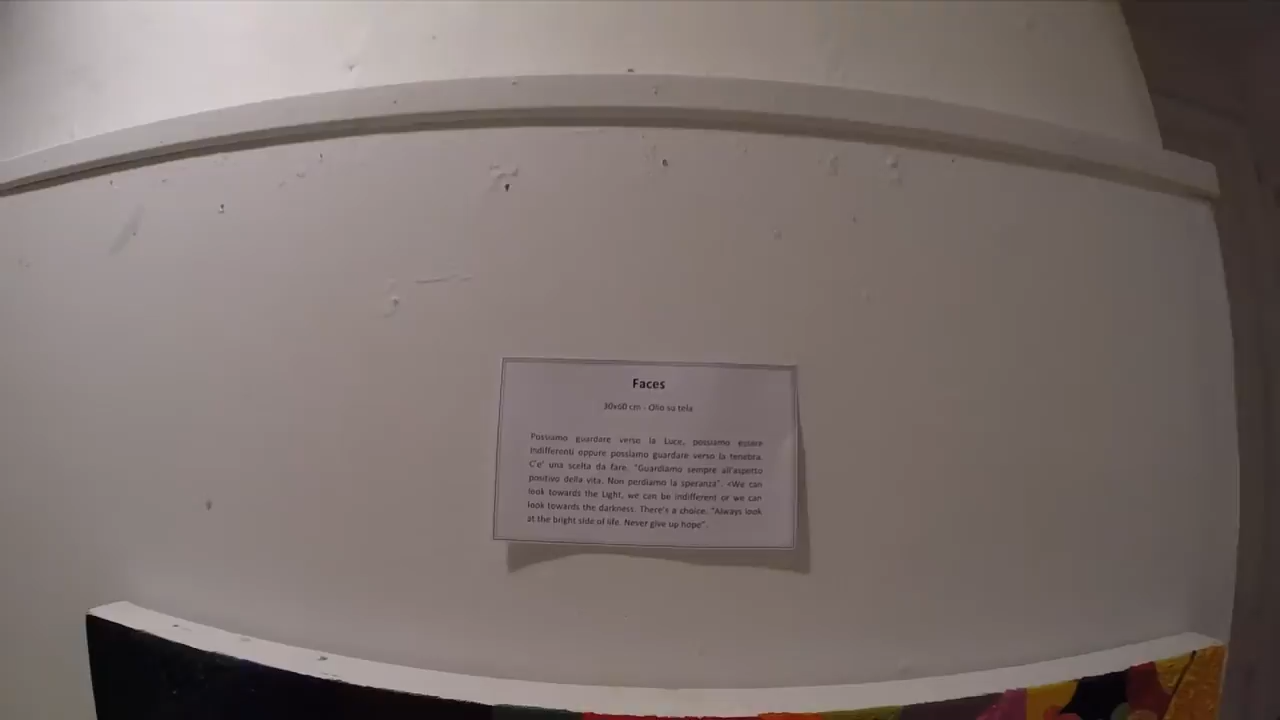 Faces
30x60 cm - Olio su tela
Possiamo guardare verso la Luce, possiamo essere
indifferenti oppure possiamo guardare verso la tenebra.
C'e' una scelta da fare. "Guardiamo sempre all'aspetto
positivo della vita. Non perdiamo la speranza". <We can
look towards the Light, we can be indifferent or we can
look towards the darkness. There's a choice. "Always look
at the bright side of life. Never give up hope".